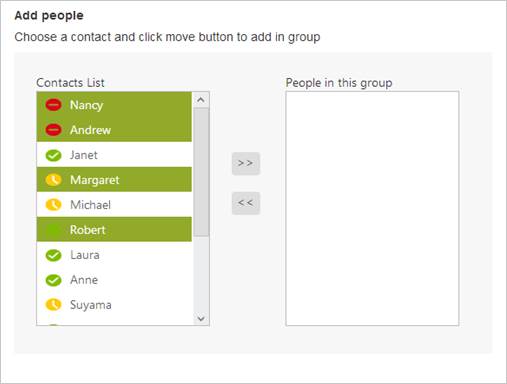 Add people
Choose a contact and click move button to add in group
Contacts List
Nancy
Andrew
Janet
Margaret
Michael
Robert
Laura
Anne
Suyama
>>
<<
People in this group